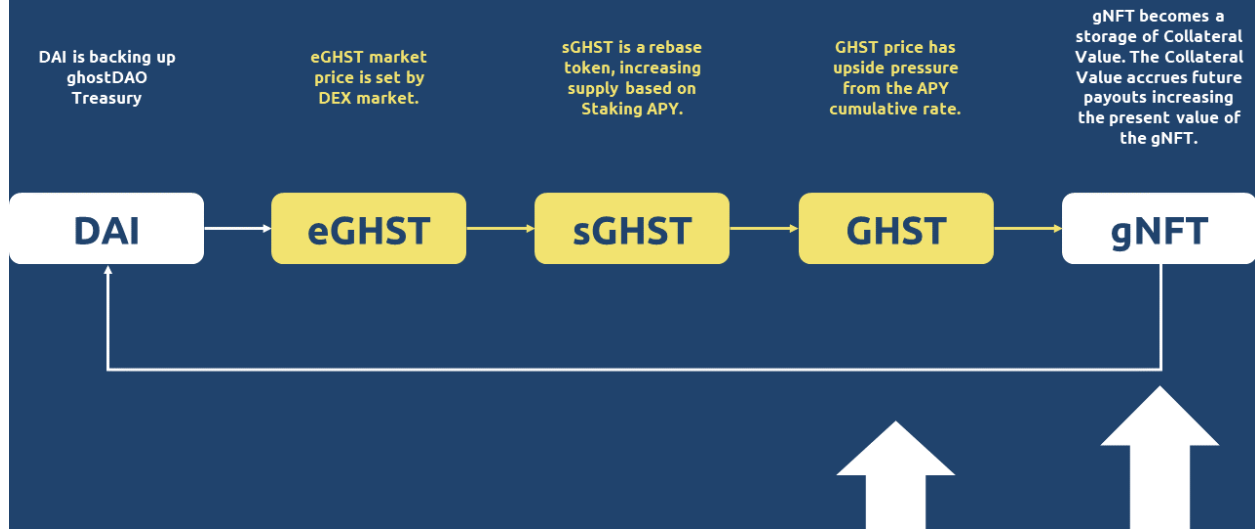 DAI is backing up
ghostDAO
Treasury
eGHST market
price is set by
DEX market.
sGHST is a rebase
token, increasing
supply based on
Staking APY.
GHST price has
upside pressure
from the APY
cumulative rate.
gNFT becomes a
storage of Collateral
Value. The Collateral
Value accrues future
payouts increasing
the present value of
the gNFT.
DAI
eGHST
sGHST
GHST
gNFT